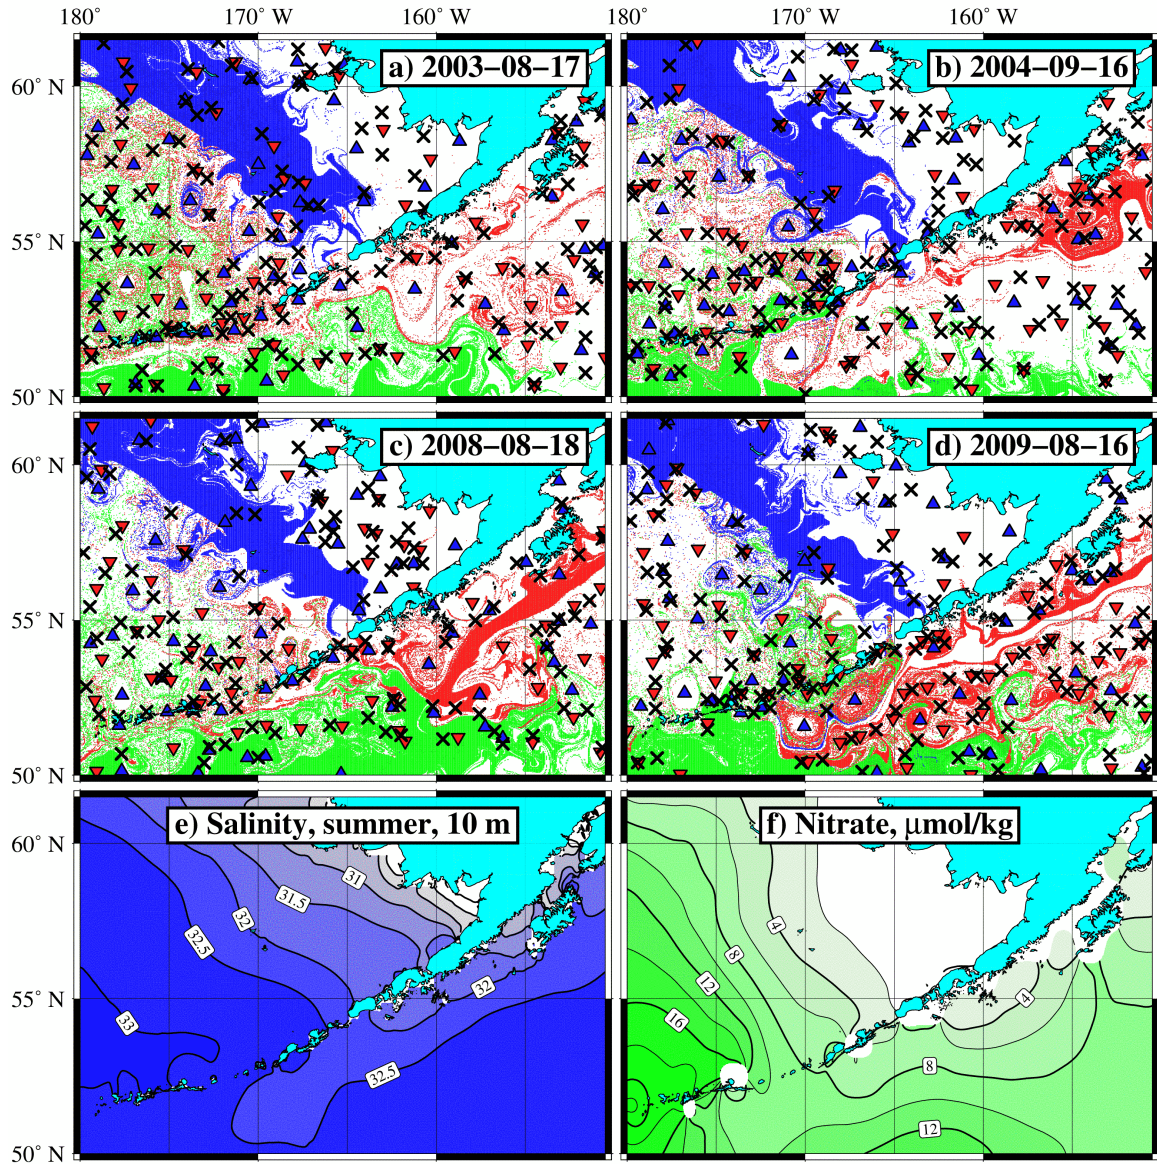 180°
170° W
160° W
180°
170° W
160° W
60° N
55° N
50° N
a) 2003−08−17
b) 2004−09−16
60° N
55° N
50° N
c) 2008−08−18
d) 2009−08−16
60° N
55° N
50° N
e) Salinity, summer, 10 m
31
31.5
32
32.5
32
33
32.5
f) Nitrate, μmol/kg
4
8
12
4
16
8
12